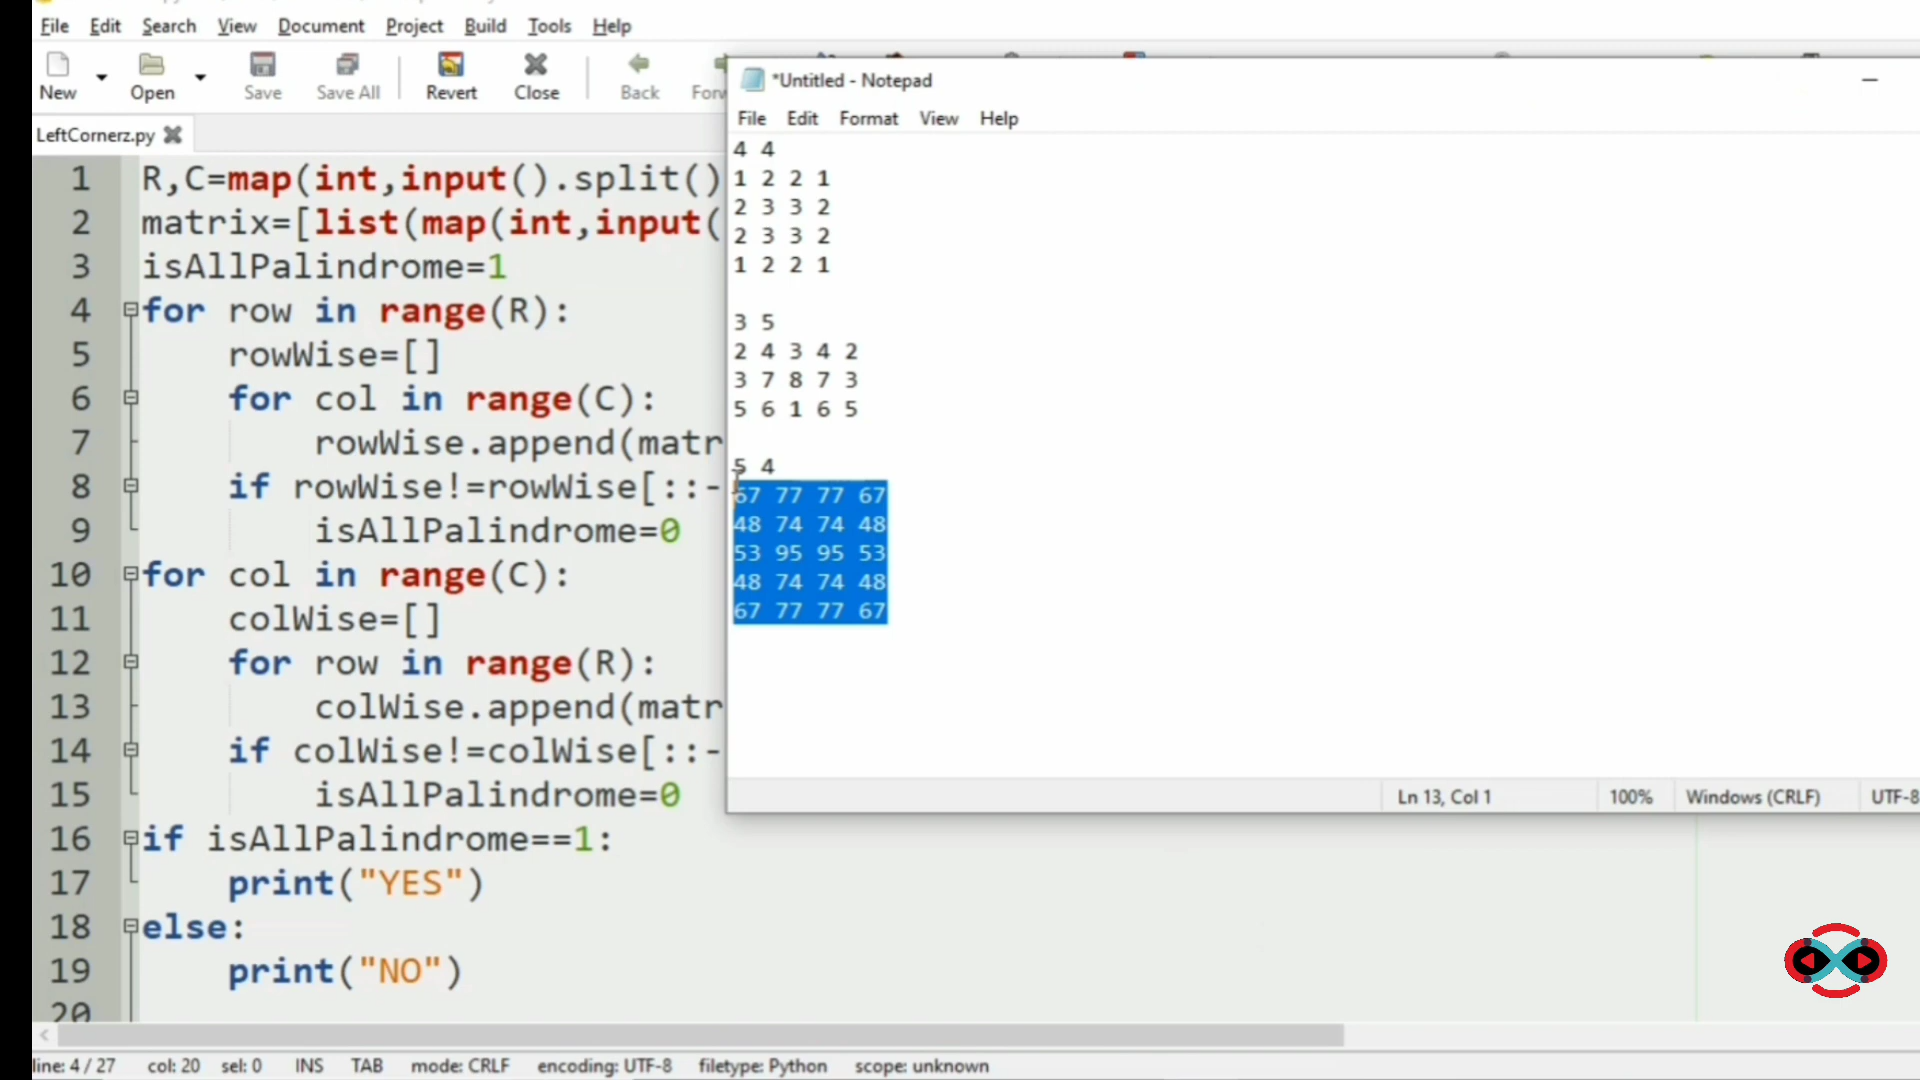 File Edit Search View Document Project Build Tools Help
New Open Save Save All Revert Close Back
LeftCornerz.py
1 R,C=map(int,input().split()
2 matrix=[list(map(int,input(
3 isAllPalindrome=1
4 for row in range(R):
5 rowWise=[]
6 for col in range(C):
7 rowWise.append(matr
8 if rowWise!=rowWise[::-
9 isAllPalindrome=0
10 for col in range(C):
11 colWise=[]
12 for row in range(R):
13 colWise.append(matr
14 if colWise!=colWise[::-
15 isAllPalindrome=0
16 if isAllPalindrome==1:
17 print("YES")
18 else:
19 print("NO")
20
line: 4 / 27 col: 20 sel: 0 INS TAB mode: CRLF encoding: UTF-8 filetype: Python scope: unknown
*Untitled - Notepad
File Edit Format View Help
4 4
1 2 2 1
2 3 3 2
2 3 3 2
1 2 2 1
3 5
2 4 3 4 2
3 7 8 7 3
5 6 1 6 5
5 4
67 77 77 67
48 74 74 48
53 95 95 53
48 74 74 48
67 77 77 67
Ln 13, Col 1 100% Windows (CRLF) UTF-8